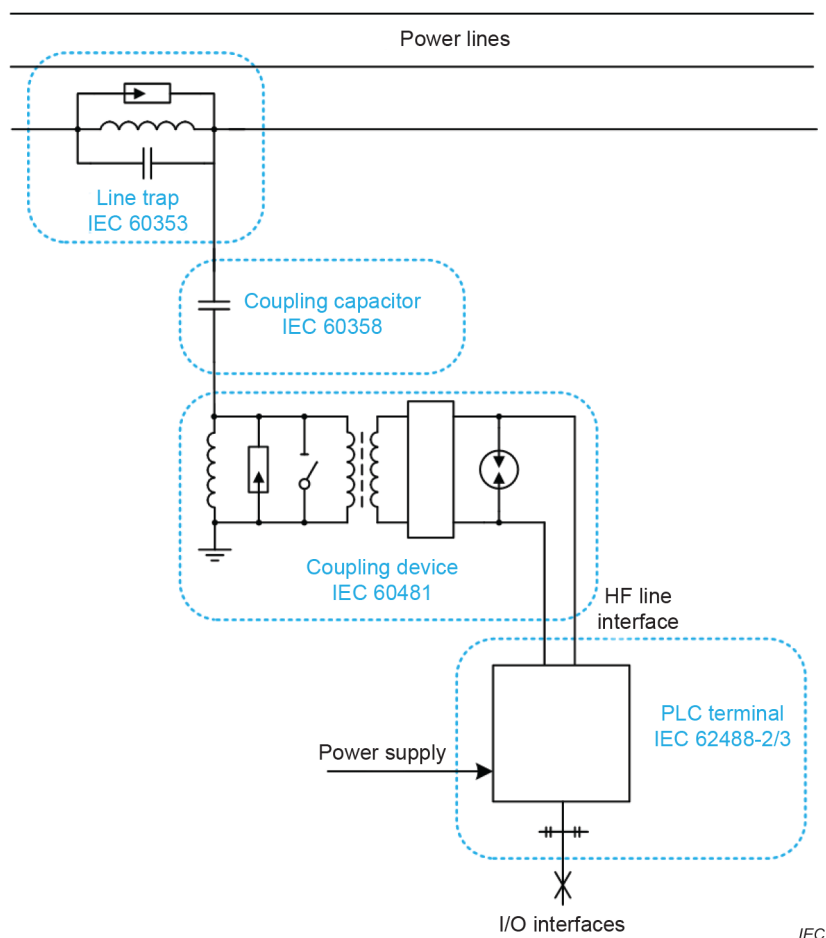 Power lines
Line trap
IEC 60353
Coupling capacitor
IEC 60358
Coupling device
IEC 60481
HF line
interface
PLC terminal
IEC 62488-2/3
Power supply
I/O interfaces
IEC